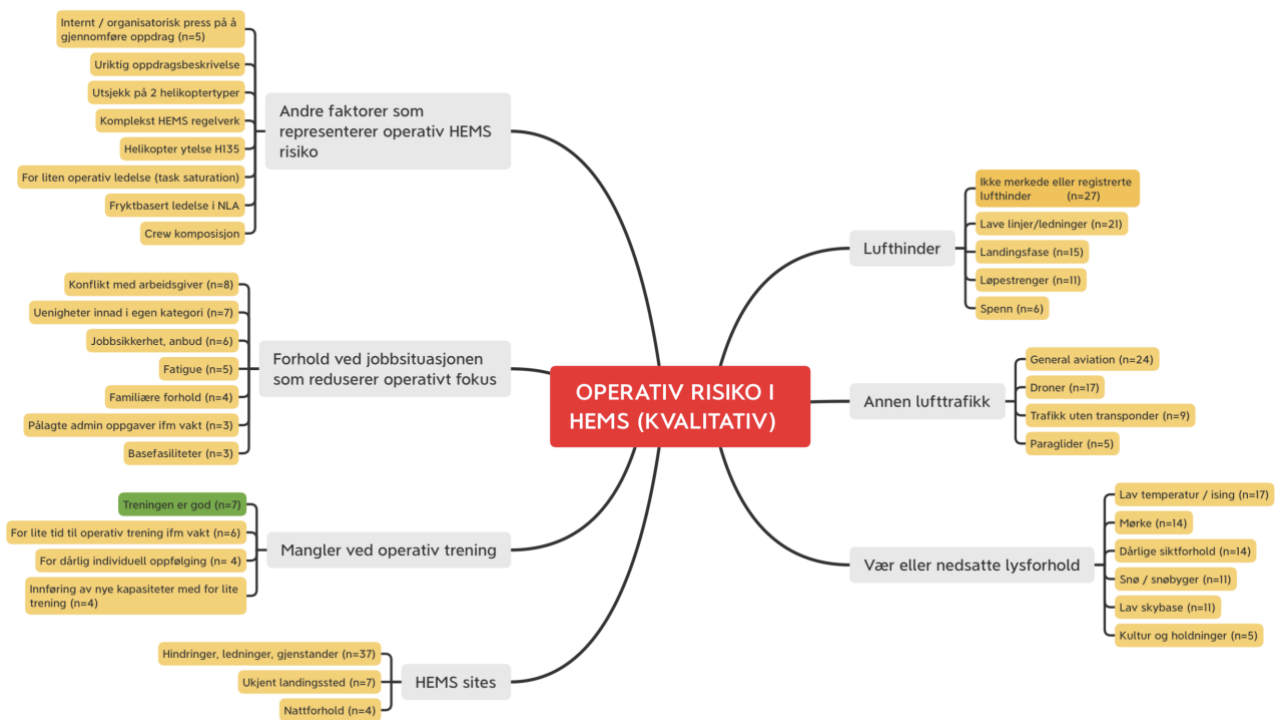 OPERATIV RISIKO I
HEMS (KVALITATIV)
Andre faktorer som
representerer operativ HEMS
risiko
Internt / organisatorisk press på å
gjennomføre oppdrag (n=5)
Uriktig oppdragsbeskrivelse
Utsjekk på 2 helikoptertyper
Komplekst HEMS regelverk
Helikopter ytelse H135
For liten operativ ledelse (task saturation)
Fryktbasert ledelse i NLA
Crew komposisjon
Forhold ved jobbsituasjonen
som reduserer operativt fokus
Konflikt med arbeidsgiver (n=8)
Uenigheter innad i egen kategori (n=7)
Jobbsikkerhet, anbud (n=6)
Fatigue (n=5)
Familiære forhold (n=4)
Pålagte admin oppgaver ifm vakt (n=3)
Basefasiliteter (n=3)
Mangler ved operativ trening
Treningen er god (n=7)
For lite tid til operativ trening ifm vakt (n=6)
For dårlig individuell oppfølging (n= 4)
Innføring av nye kapasiteter med for lite
trening (n=4)
HEMS sites
Hindringer, ledninger, gjenstander (n=37)
Ukjent landingssted (n=7)
Nattforhold (n=4)
Lufthinder
Ikke merkede eller registrerte
lufthinder (n=27)
Lave linjer/ledninger (n=21)
Landingsfase (n=15)
Løpestrenger (n=11)
Spenn (n=6)
Annen lufttrafikk
General aviation (n=24)
Droner (n=17)
Trafikk uten transponder (n=9)
Paraglider (n=5)
Vær eller nedsatte lysforhold
Lav temperatur / ising (n=17)
Mørke (n=14)
Dårlige siktforhold (n=14)
Snø / snøbyger (n=11)
Lav skybase (n=11)
Kultur og holdninger (n=5)